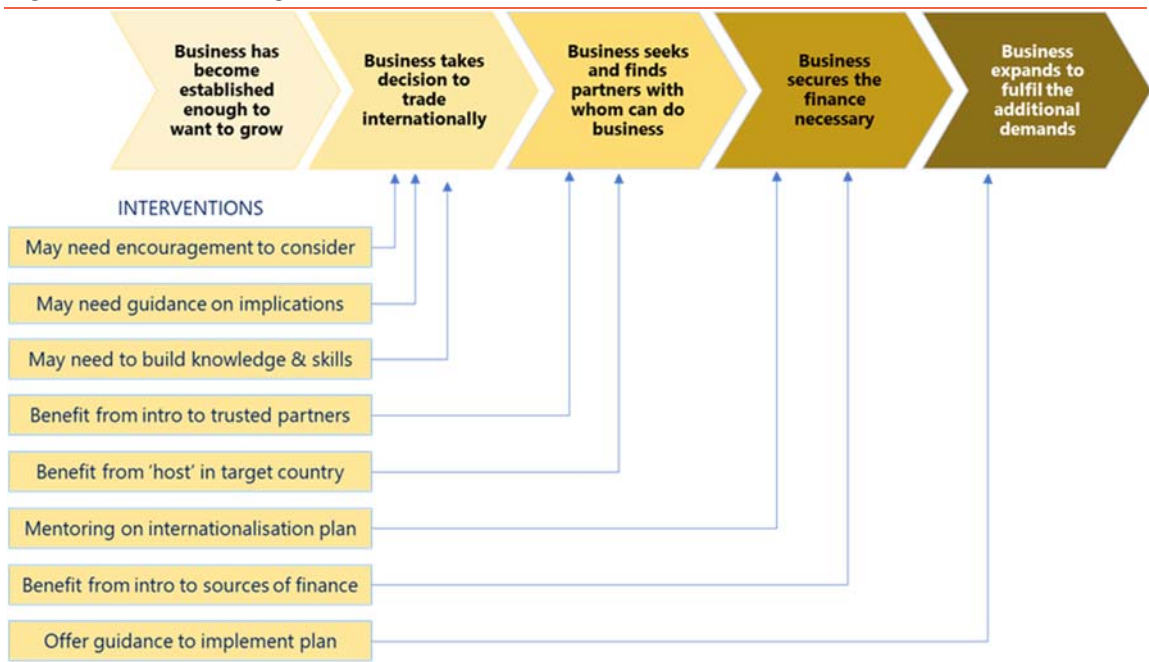 Business has
become
established
enough to
want to grow
Business takes
decision to
trade
internationally
Business seeks
and finds
partners with
whom can do
business
Business
secures the
finance
necessary
Business
expands to
fulfil the
additional
demands
INTERVENTIONS
May need encouragement to consider
May need guidance on implications
May need to build knowledge & skills
Benefit from intro to trusted partners
Benefit from ‘host’ in target country
Mentoring on internationalisation plan
Benefit from intro to sources of finance
Offer guidance to implement plan